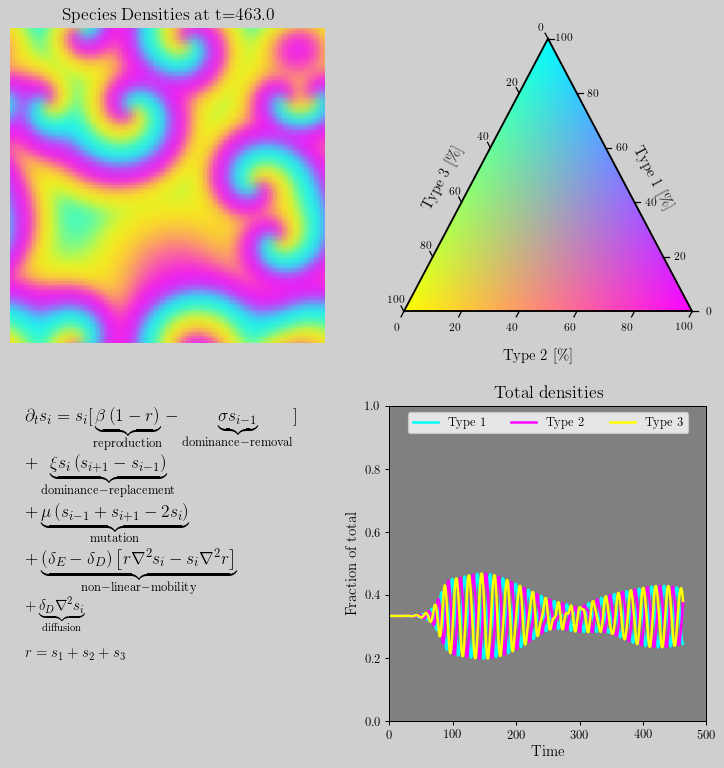 Species Densities at t=463.0
0
100
20
80
40
60
Type 3 [%]
Type 1 [%]
60
40
80
20
100
0
0 20 40 60 80 100
Type 2 [%]
∂ₜsᵢ = sᵢ[β (1 − r) − σsᵢ₋₁ ]
reproduction dominance−removal
+ ξsᵢ (sᵢ₊₁ − sᵢ₋₁)
dominance−replacement
+ μ (sᵢ₋₁ + sᵢ₊₁ − 2sᵢ)
mutation
+ (δ_E − δ_D) [r∇²sᵢ − sᵢ∇²r]
non−linear−mobility
+ δ_D∇²sᵢ
diffusion
r = s₁ + s₂ + s₃
Total densities
Type 1 Type 2 Type 3
Fraction of total
1.0
0.8
0.6
0.4
0.2
0.0
0 100 200 300 400 500
Time